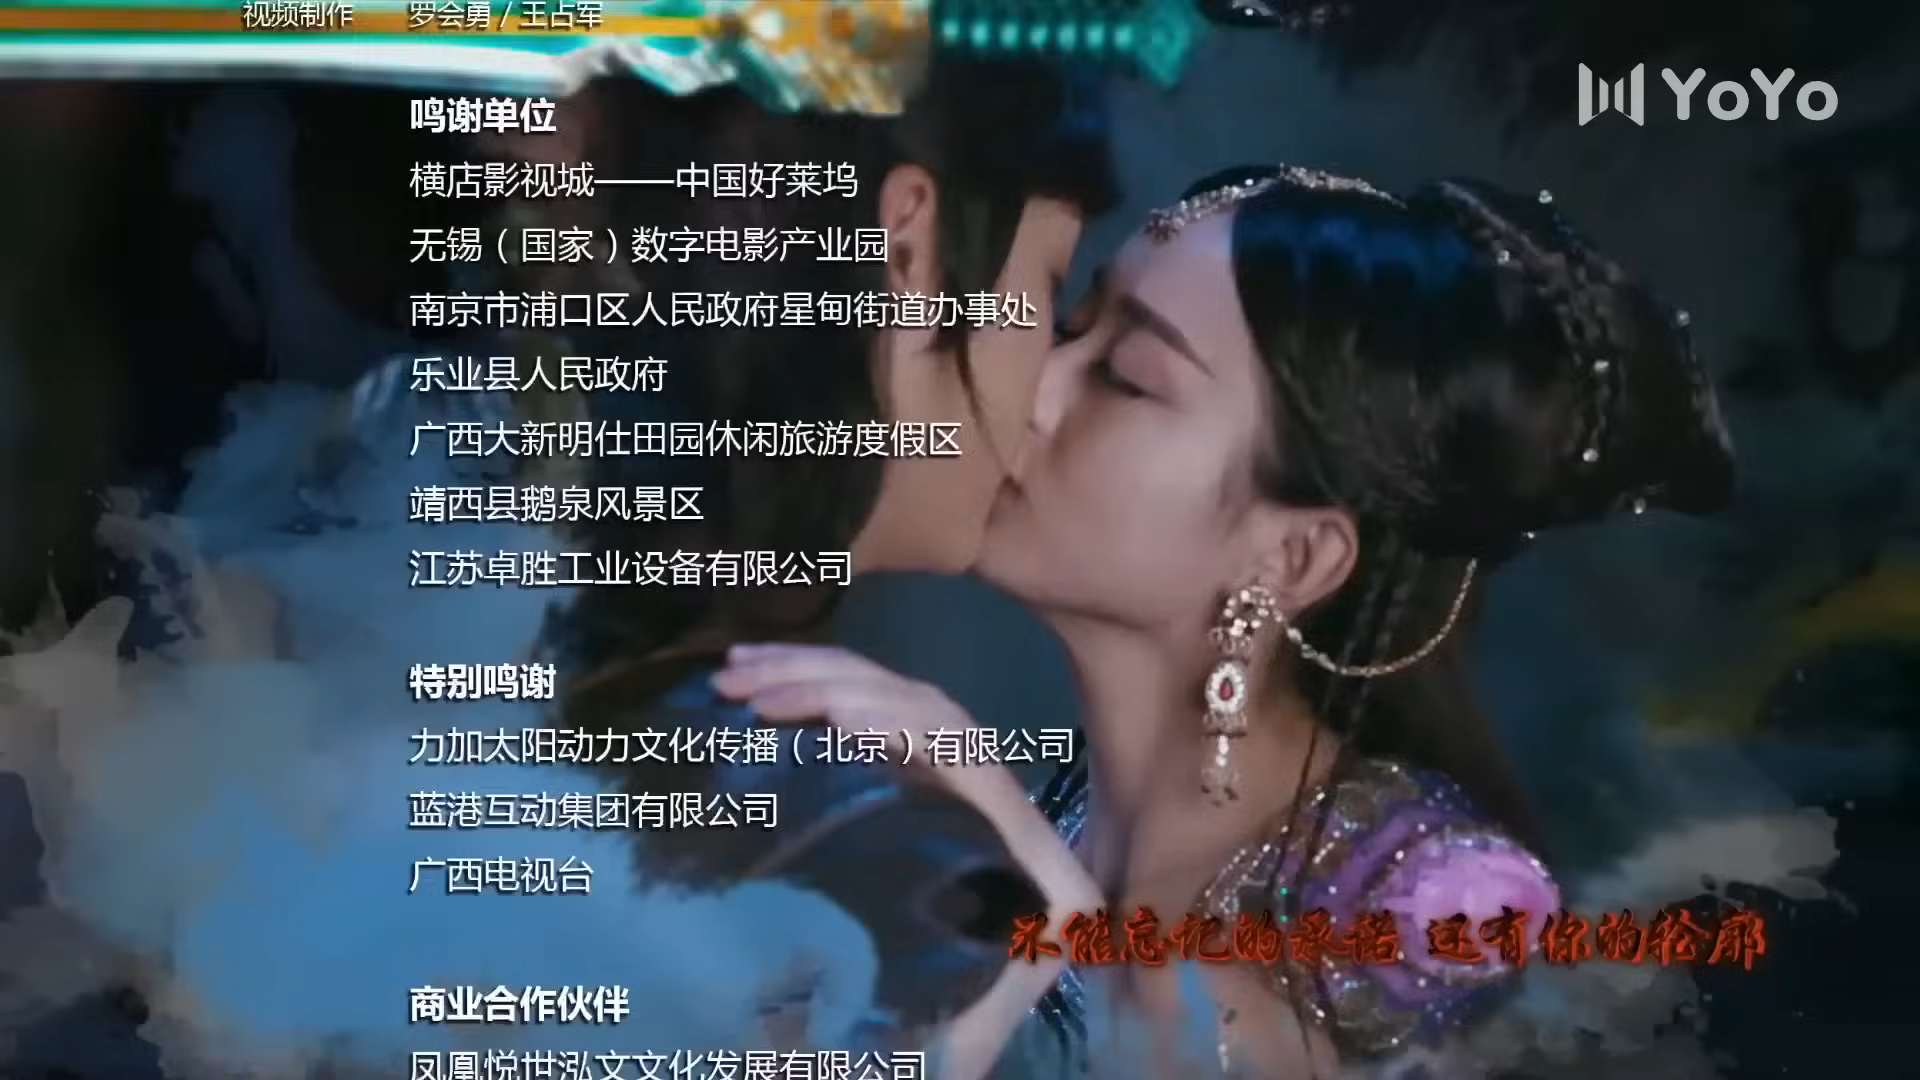 视频制作 罗会勇 / 王占军
YoYo
鸣谢单位
横店影视城——中国好莱坞
无锡（国家）数字电影产业园
南京市浦口区人民政府星甸街道办事处
乐业县人民政府
广西大新明仕田园休闲旅游度假区
靖西县鹅泉风景区
江苏卓胜工业设备有限公司
特别鸣谢
力加太阳动力文化传播（北京）有限公司
蓝港互动集团有限公司
广西电视台
不能忘记的承诺 还有你的轮廓
商业合作伙伴
凤凰悦世泓文文化发展有限公司